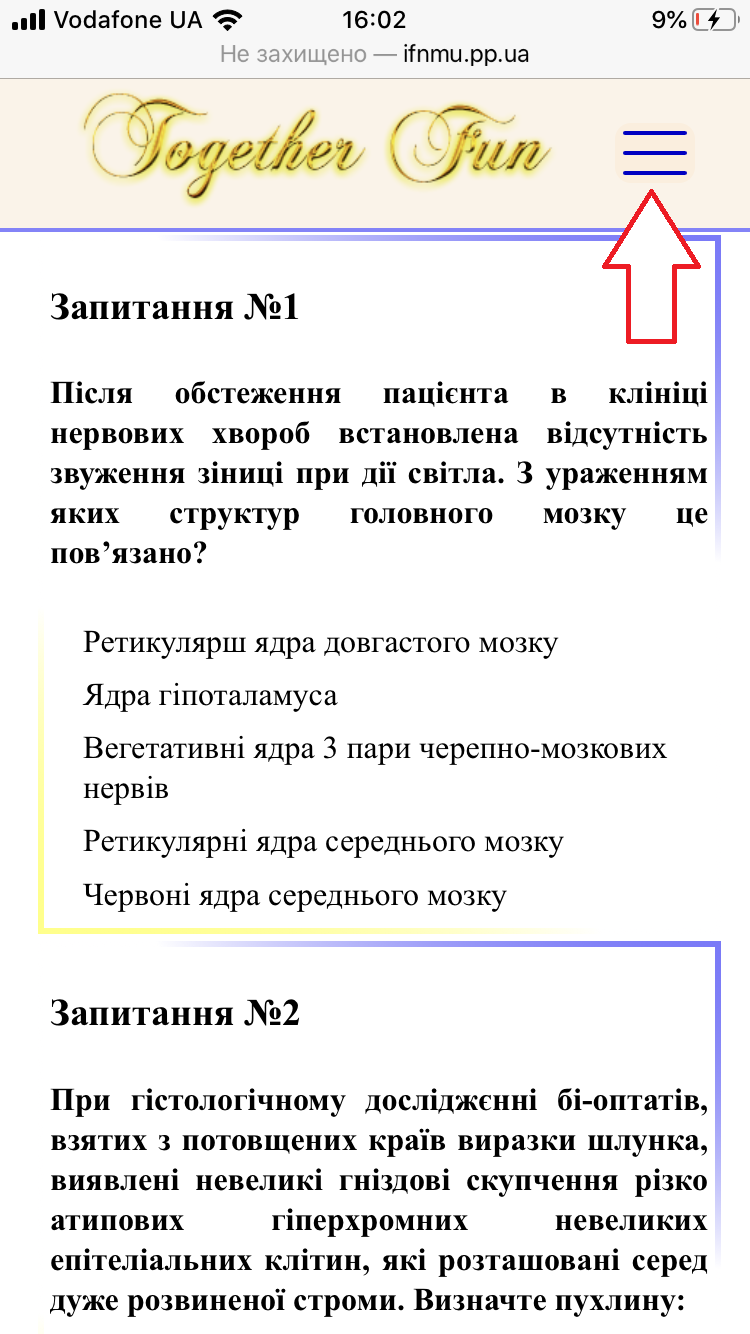 Vodafone UA 16:02 9%
Не захищено — ifnmu.pp.ua
Together Fun
Запитання №1
Після обстеження пацієнта в клініці
нервових хвороб встановлена відсутність
звуження зіниці при дії світла. З ураженням
яких структур головного мозку це
пов’язано?
Ретикулярш ядра довгастого мозку
Ядра гіпоталамуса
Вегетативні ядра 3 пари черепно-мозкових
нервів
Ретикулярні ядра середнього мозку
Червоні ядра середнього мозку
Запитання №2
При гістологічному досліджєнні бі-оптатів,
взятих з потовщених країв виразки шлунка,
виявлені невеликі гніздові скупчення різко
атипових гіперхромних невеликих
епітеліальних клітин, які розташовані серед
дуже розвиненої строми. Визначте пухлину: